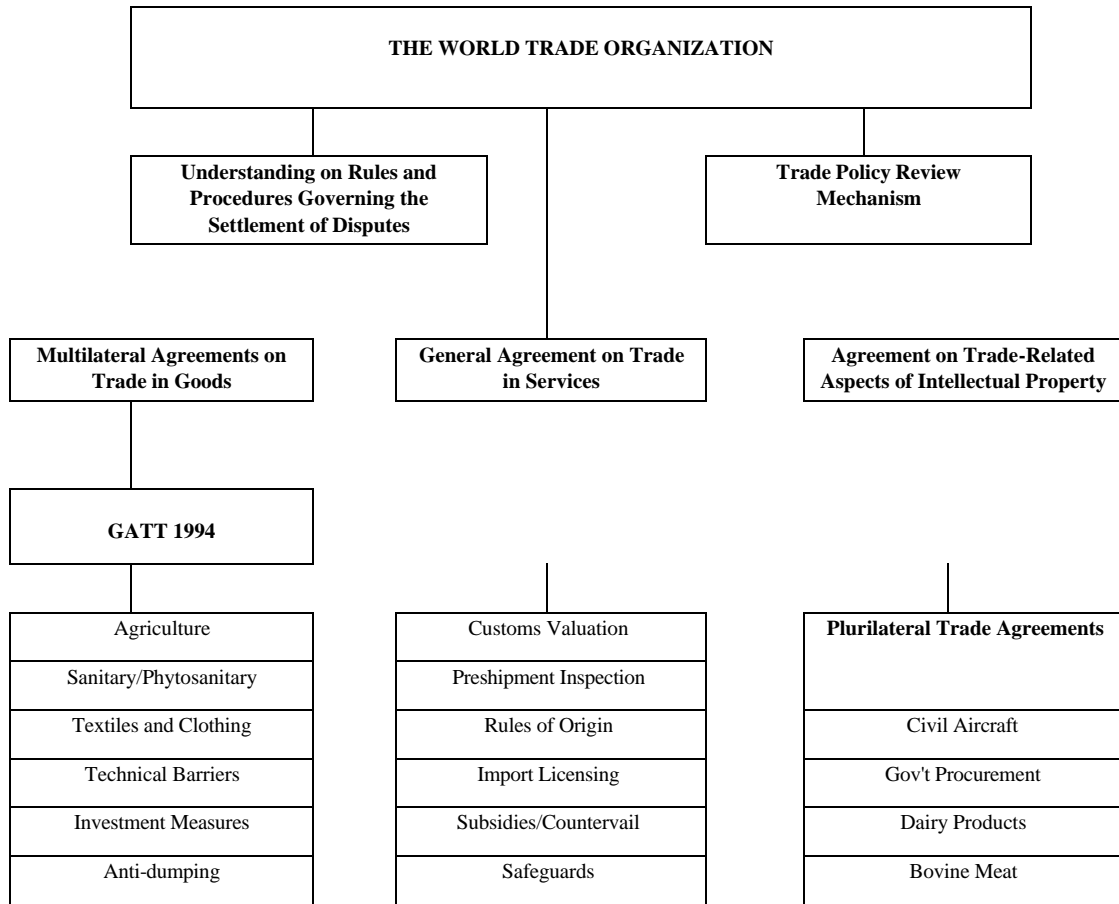 THE WORLD TRADE ORGANIZATION
Understanding on Rules and
Procedures Governing the
Settlement of Disputes
Trade Policy Review
Mechanism
Multilateral Agreements on
Trade in Goods
General Agreement on Trade
in Services
Agreement on Trade-Related
Aspects of Intellectual Property
GATT 1994
Agriculture
Sanitary/Phytosanitary
Textiles and Clothing
Technical Barriers
Investment Measures
Anti-dumping
Customs Valuation
Preshipment Inspection
Rules of Origin
Import Licensing
Subsidies/Countervail
Safeguards
Plurilateral Trade Agreements
Civil Aircraft
Gov't Procurement
Dairy Products
Bovine Meat